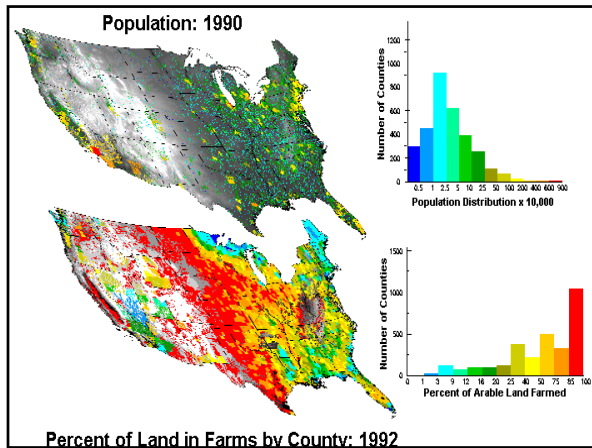 Population: 1990
Number of Counties
1200
1000
800
600
400
200
0
0.5 1 2.5 5 10 25 50 100 200 400 600 900
Population Distribution x 10,000
Number of Counties
1500
1000
500
0
0 1 3 9 12 16 20 25 40 50 75 85 100
Percent of Arable Land Farmed
Percent of Land in Farms by County: 1992